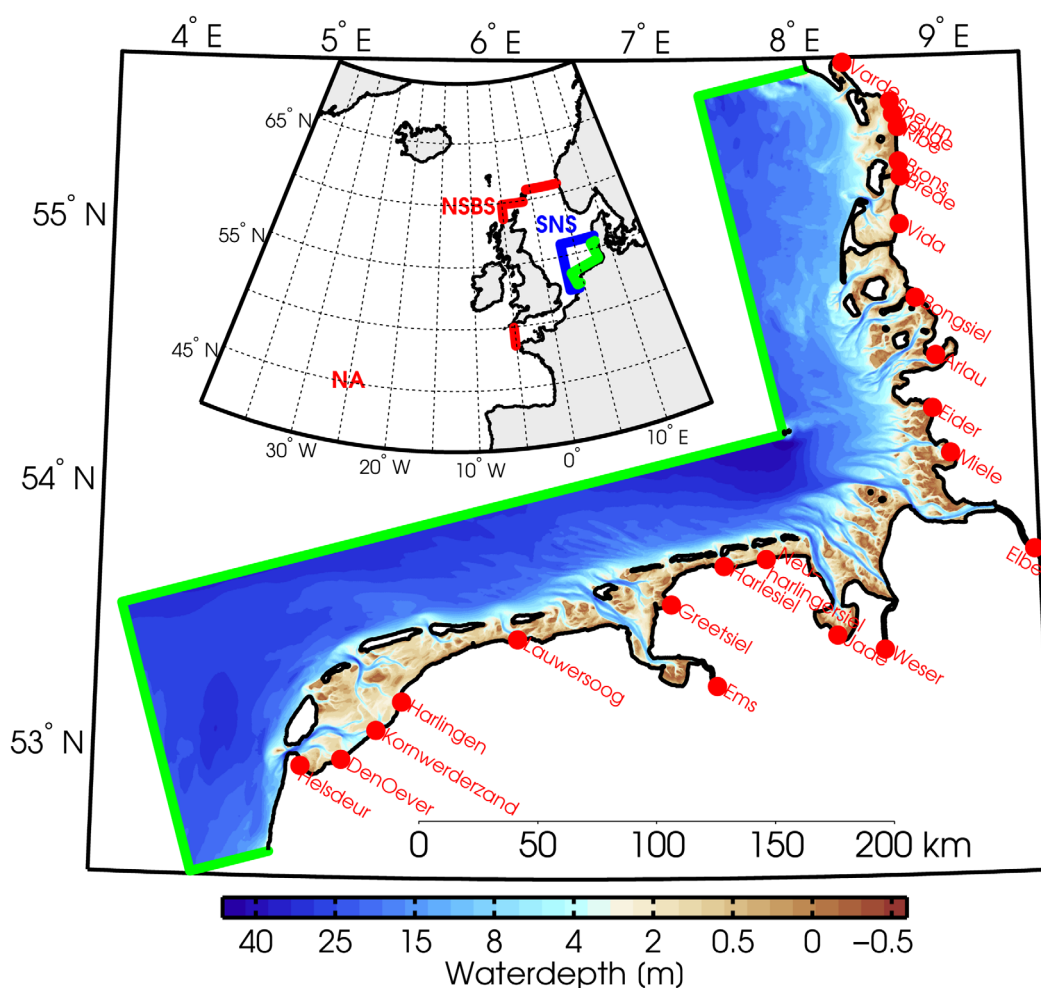 4° E 5° E 6° E 7° E 8° E 9° E
55° N
54° N
53° N
65° N
55° N
45° N
30° W
20° W
10° W
0°
10° E
NSBS
SNS
NA
Varde
Ribe
Brons
Brede
Vida
Bongsiel
Arlau
Eider
Miele
Elbe
Weser
Jade
Neu
harlingersiel
Harlesiel
Greetsiel
Ems
Lauwersoog
Harlingen
Kornwerderzand
DenOever
Helsdeur
0 50 100 150 200 km
40 25 15 8 4 2 0.5 0 −0.5
Waterdepth (m)